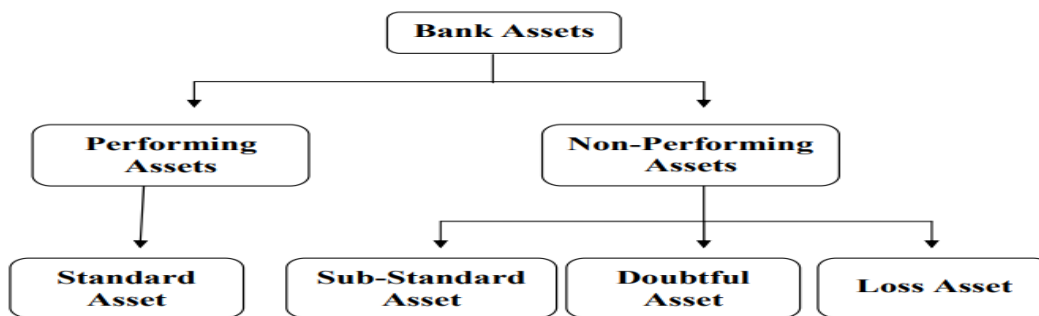 Bank Assets
Performing
Assets
Non-Performing
Assets
Standard
Asset
Sub-Standard
Asset
Doubtful
Asset
Loss Asset